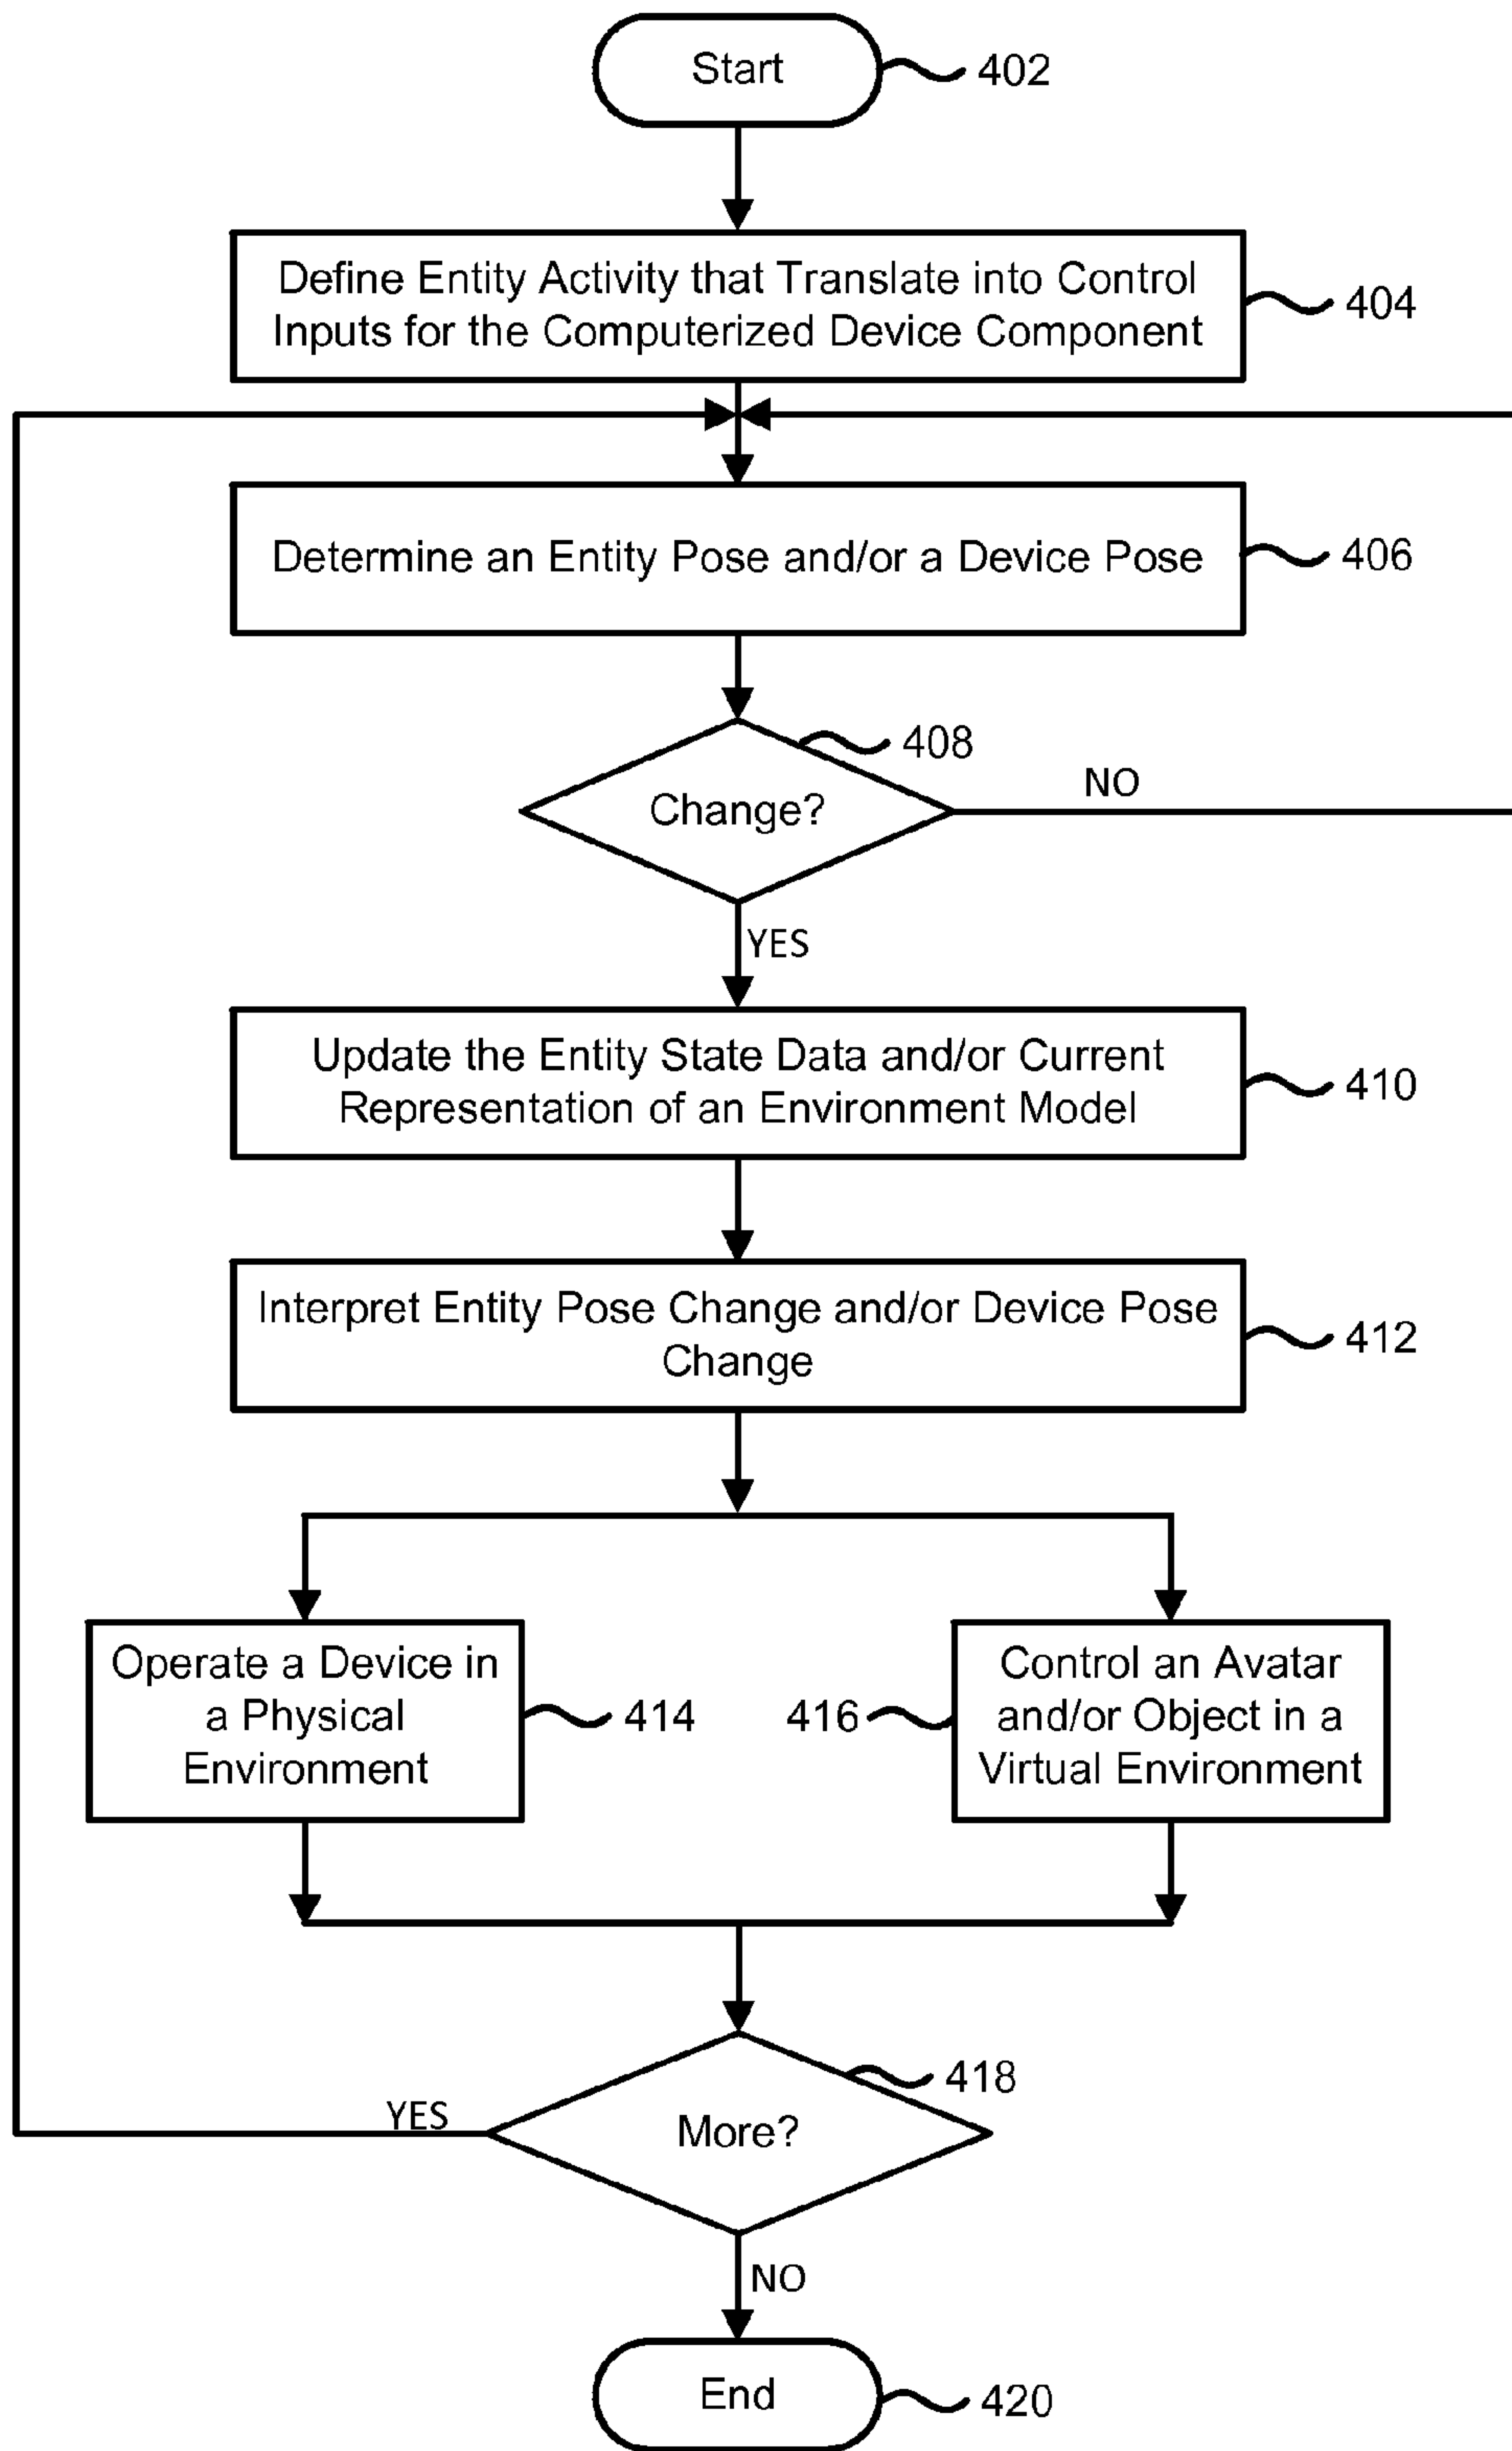 Start
402
Define Entity Activity that Translate into Control
Inputs for the Computerized Device Component
404
Determine an Entity Pose and/or a Device Pose
406
408
Change?
NO
YES
Update the Entity State Data and/or Current
Representation of an Environment Model
410
Interpret Entity Pose Change and/or Device Pose
Change
412
Operate a Device in
a Physical
Environment
414
416
Control an Avatar
and/or Object in a
Virtual Environment
418
More?
YES
NO
End
420